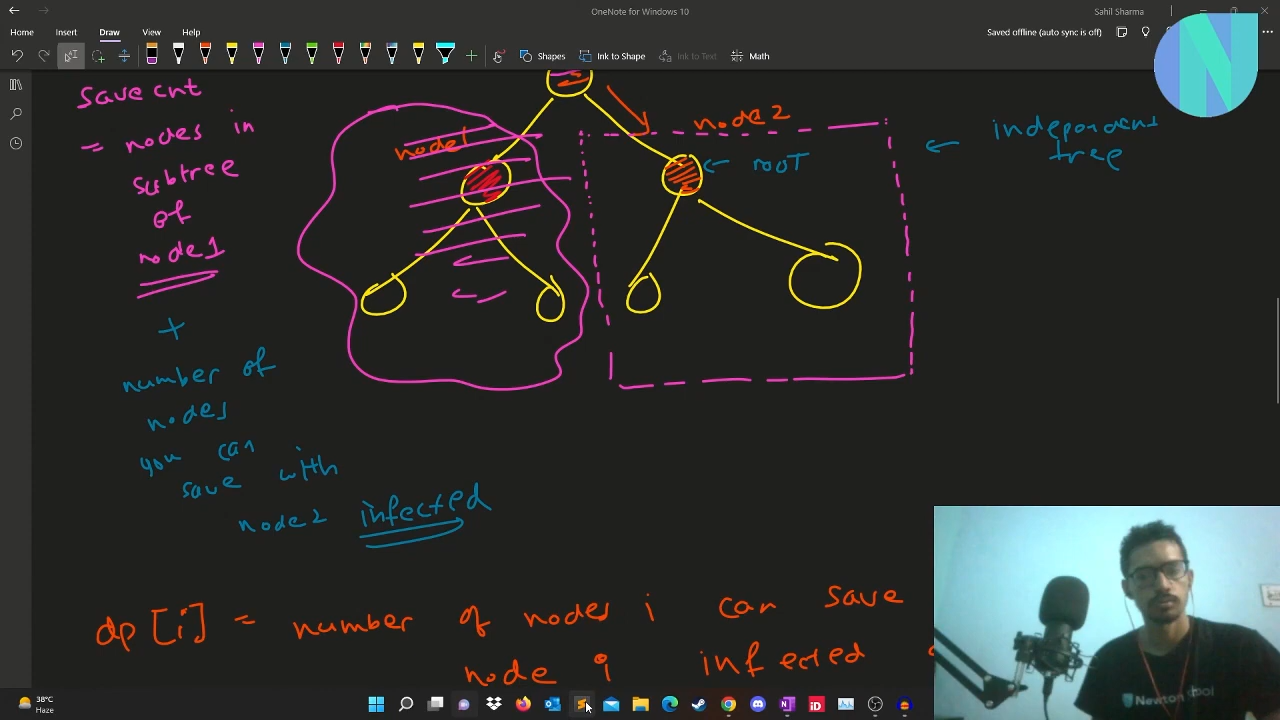 OneNote for Windows 10
Sahil Sharma
Home
Insert
Draw
View
Help
Saved offline (auto sync is off)
Shapes
Ink to Shape
Ink to Text
Math
save cnt
= nodes in
subtree
of
node1
+
number of
nodes
you can
save with
node2 infected
node1
node2
← root
← independent
tree
dp[i] = number of nodes i can save
node i infected
38°C
Haze
Newton